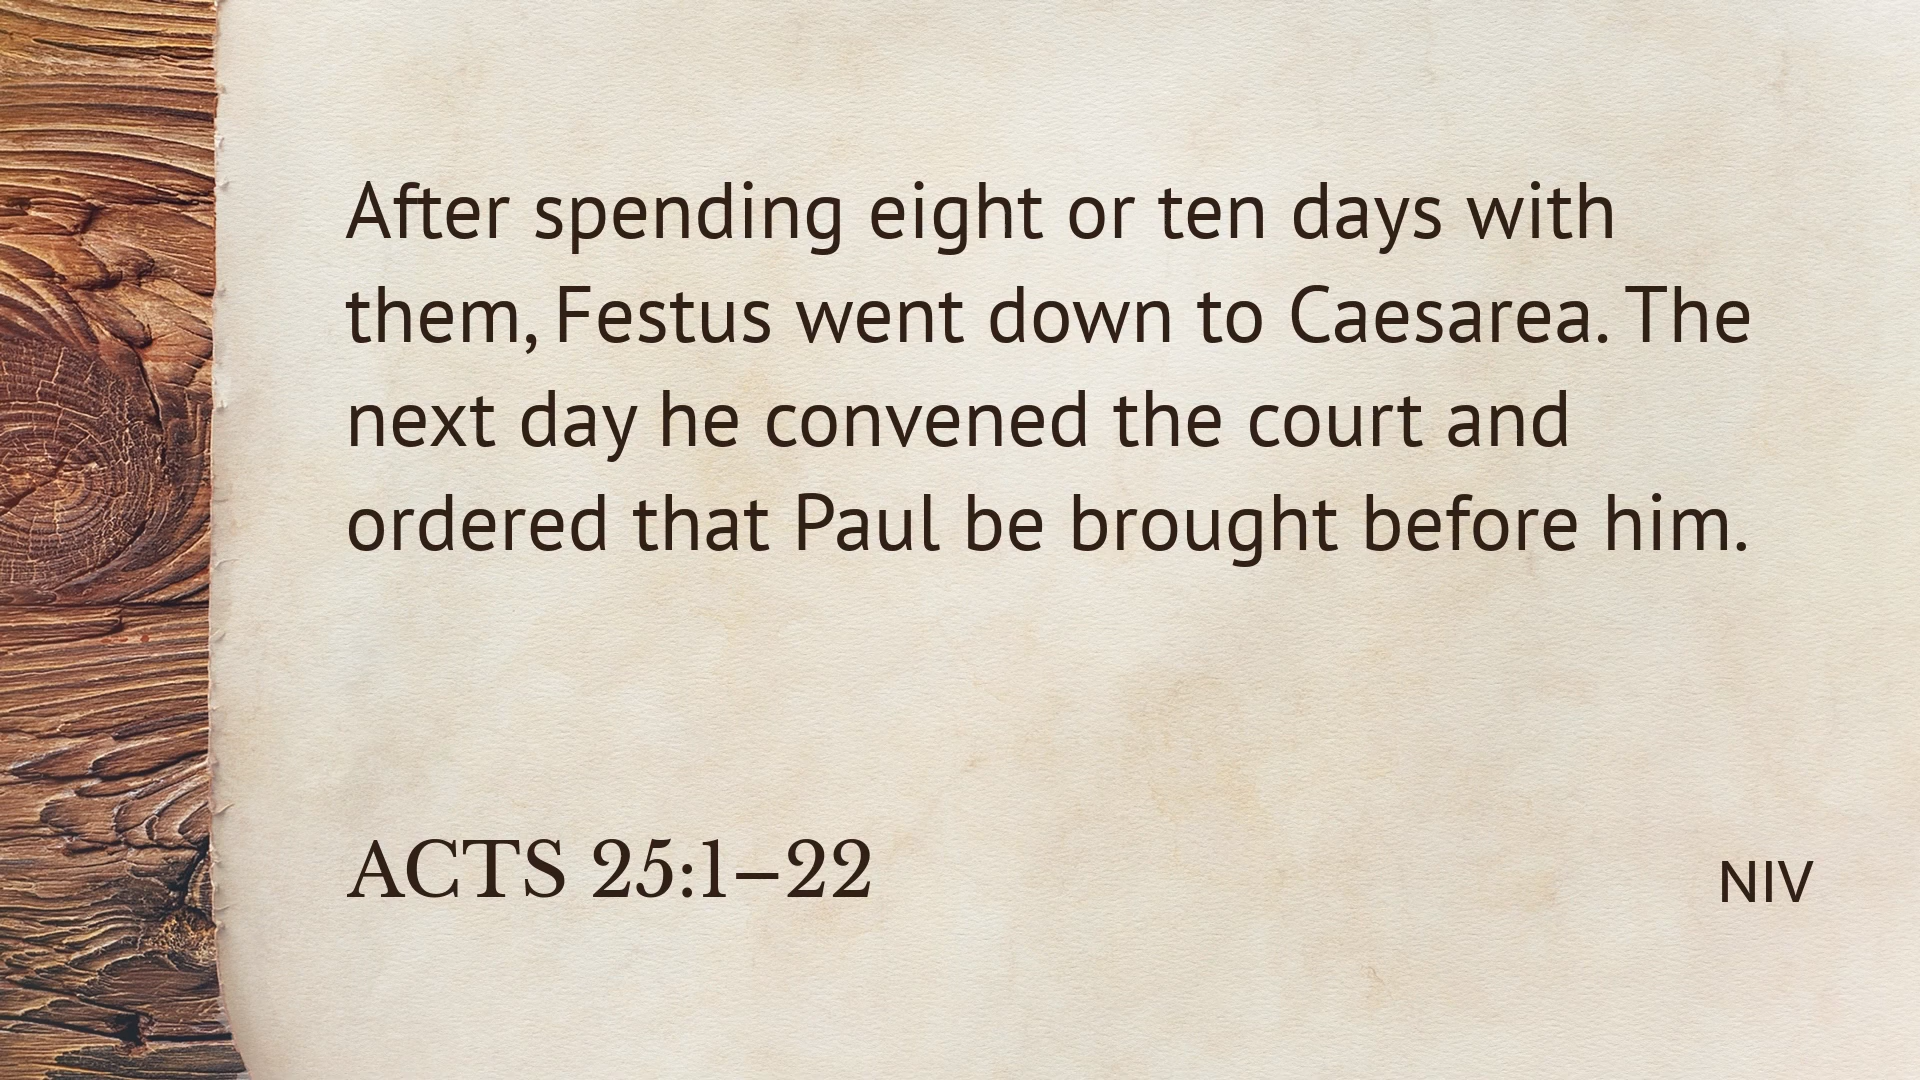 After spending eight or ten days with
them, Festus went down to Caesarea. The
next day he convened the court and
ordered that Paul be brought before him.
ACTS 25:1–22
NIV